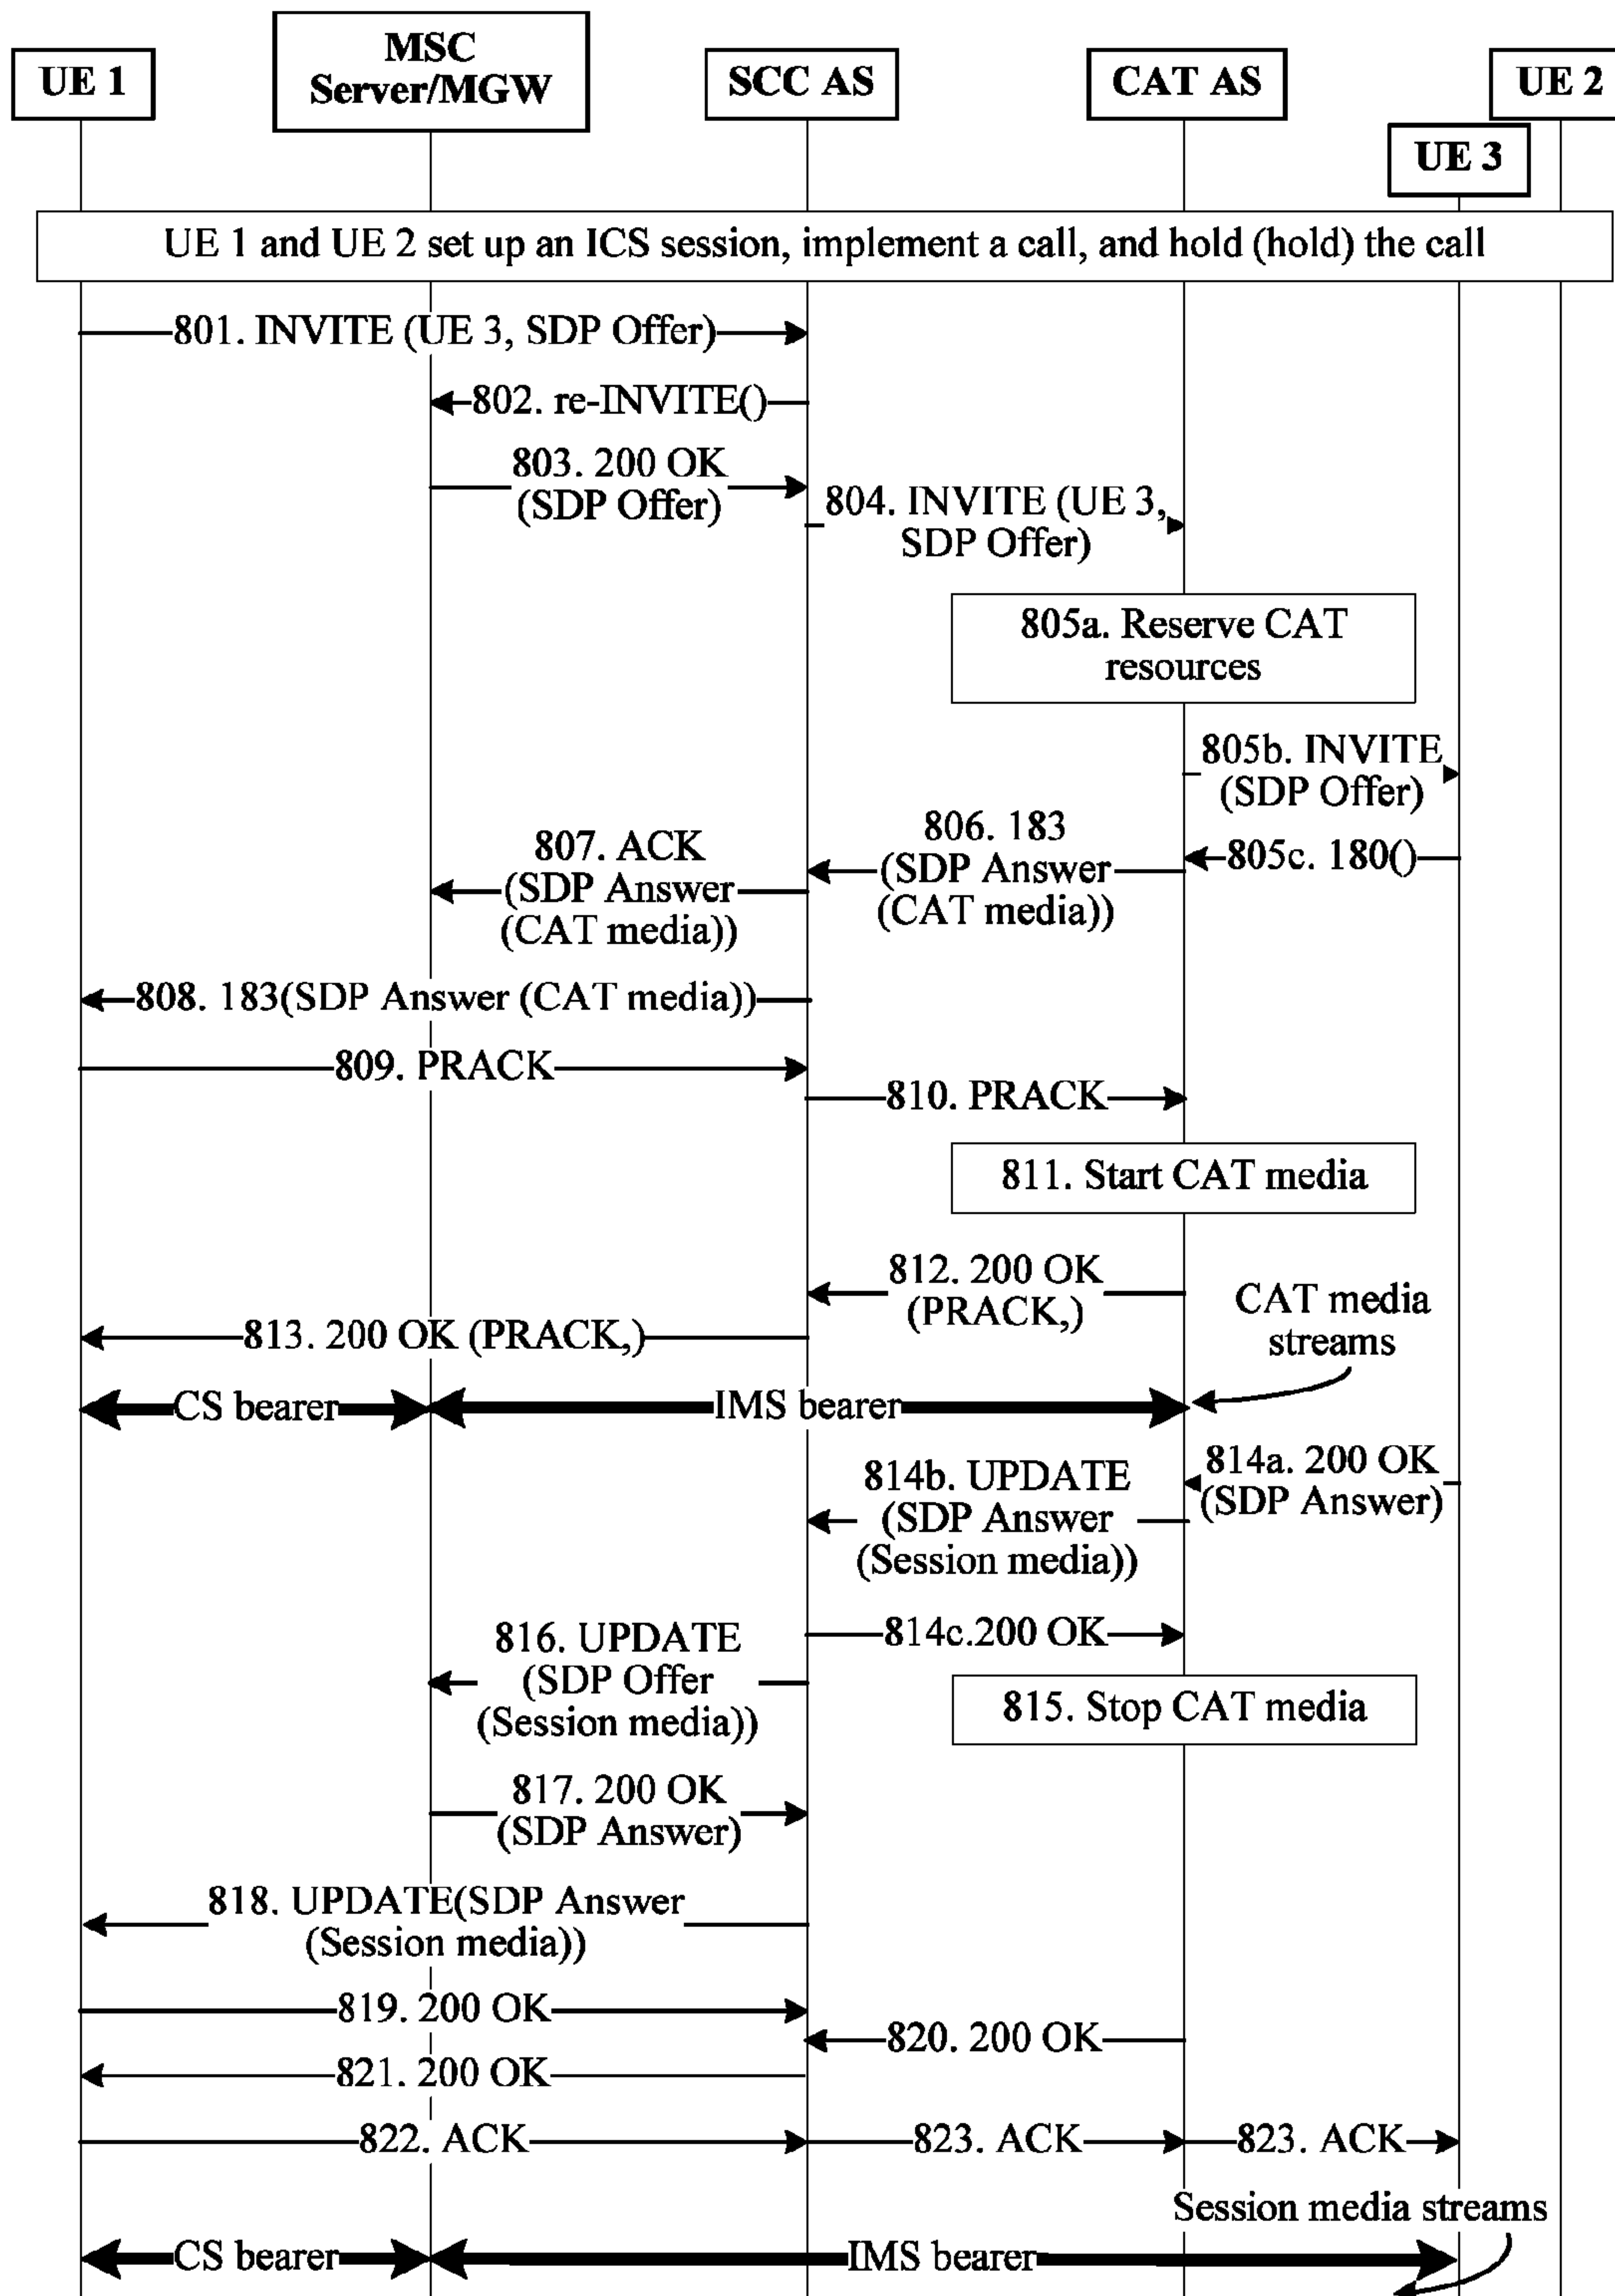 UE 1
MSC
Server/MGW
SCC AS
CAT AS
UE 2
UE 3
UE 1 and UE 2 set up an ICS session, implement a call, and hold (hold) the call
801. INVITE (UE 3, SDP Offer)
802. re-INVITE()
803. 200 OK
(SDP Offer)
804. INVITE (UE 3,
SDP Offer)
805a. Reserve CAT
resources
805b. INVITE
(SDP Offer)
805c. 180()
806. 183
(SDP Answer
(CAT media))
807. ACK
(SDP Answer
(CAT media))
808. 183(SDP Answer (CAT media))
809. PRACK
810. PRACK
811. Start CAT media
812. 200 OK
(PRACK,)
813. 200 OK (PRACK,)
CAT media
streams
CS bearer
IMS bearer
814a. 200 OK
(SDP Answer)
814b. UPDATE
(SDP Answer
(Session media))
814c.200 OK
816. UPDATE
(SDP Offer
(Session media))
815. Stop CAT media
817. 200 OK
(SDP Answer)
818. UPDATE(SDP Answer
(Session media))
819. 200 OK
820. 200 OK
821. 200 OK
822. ACK
823. ACK
823. ACK
Session media streams
CS bearer
IMS bearer